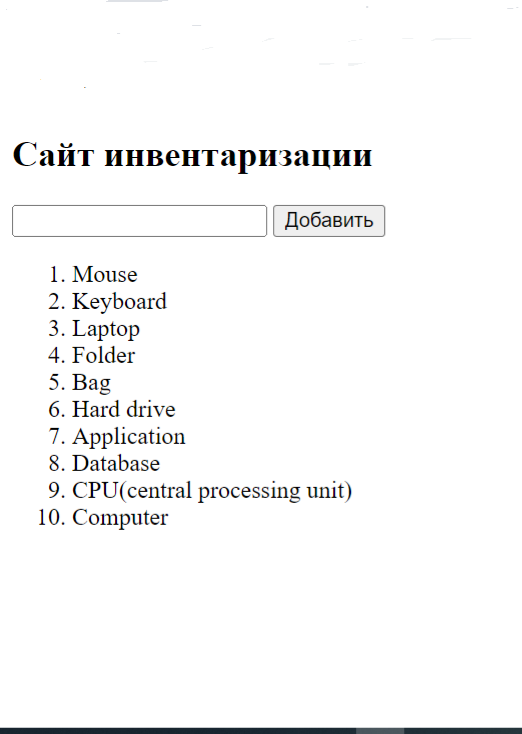 Сайт инвентаризации
Добавить
1. Mouse
2. Keyboard
3. Laptop
4. Folder
5. Bag
6. Hard drive
7. Application
8. Database
9. CPU(central processing unit)
10. Computer